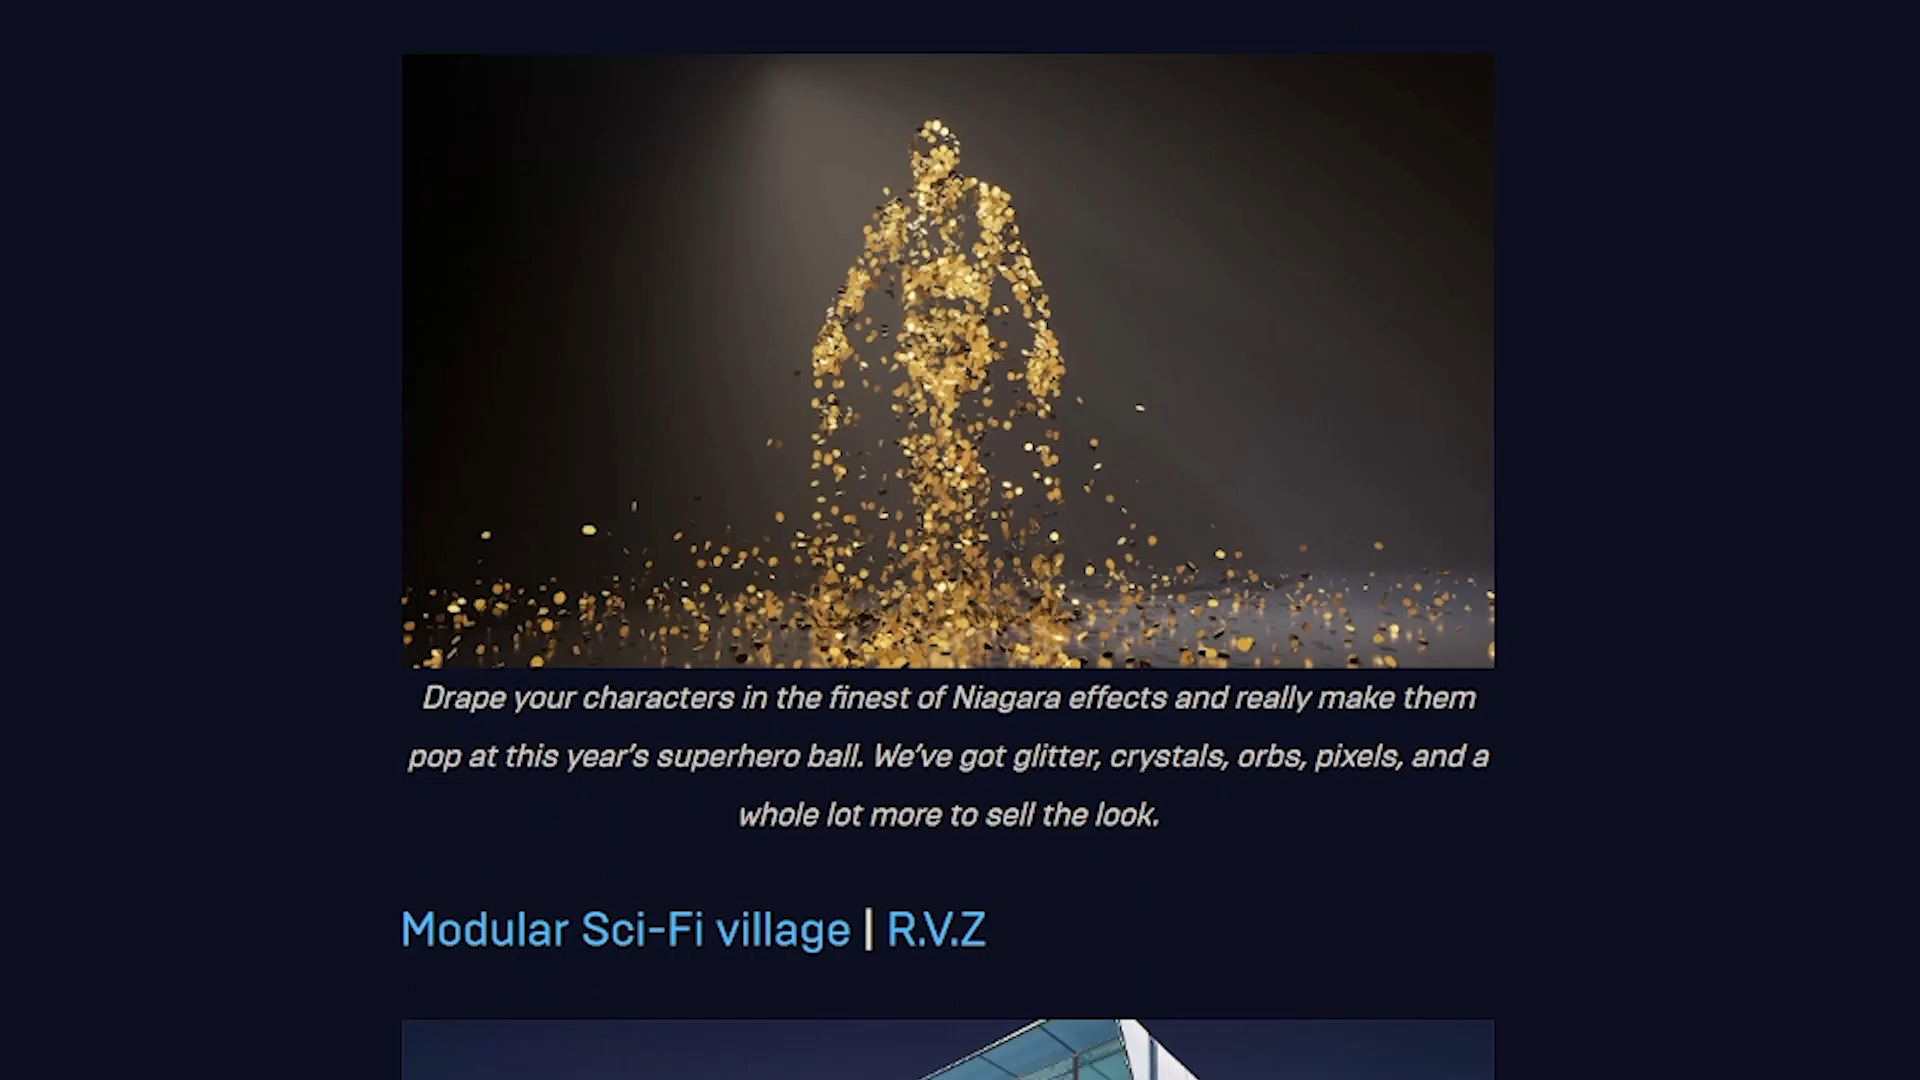 Drape your characters in the finest of Niagara effects and really make them
pop at this year’s superhero ball. We’ve got glitter, crystals, orbs, pixels, and a
whole lot more to sell the look.
Modular Sci-Fi village | R.V.Z